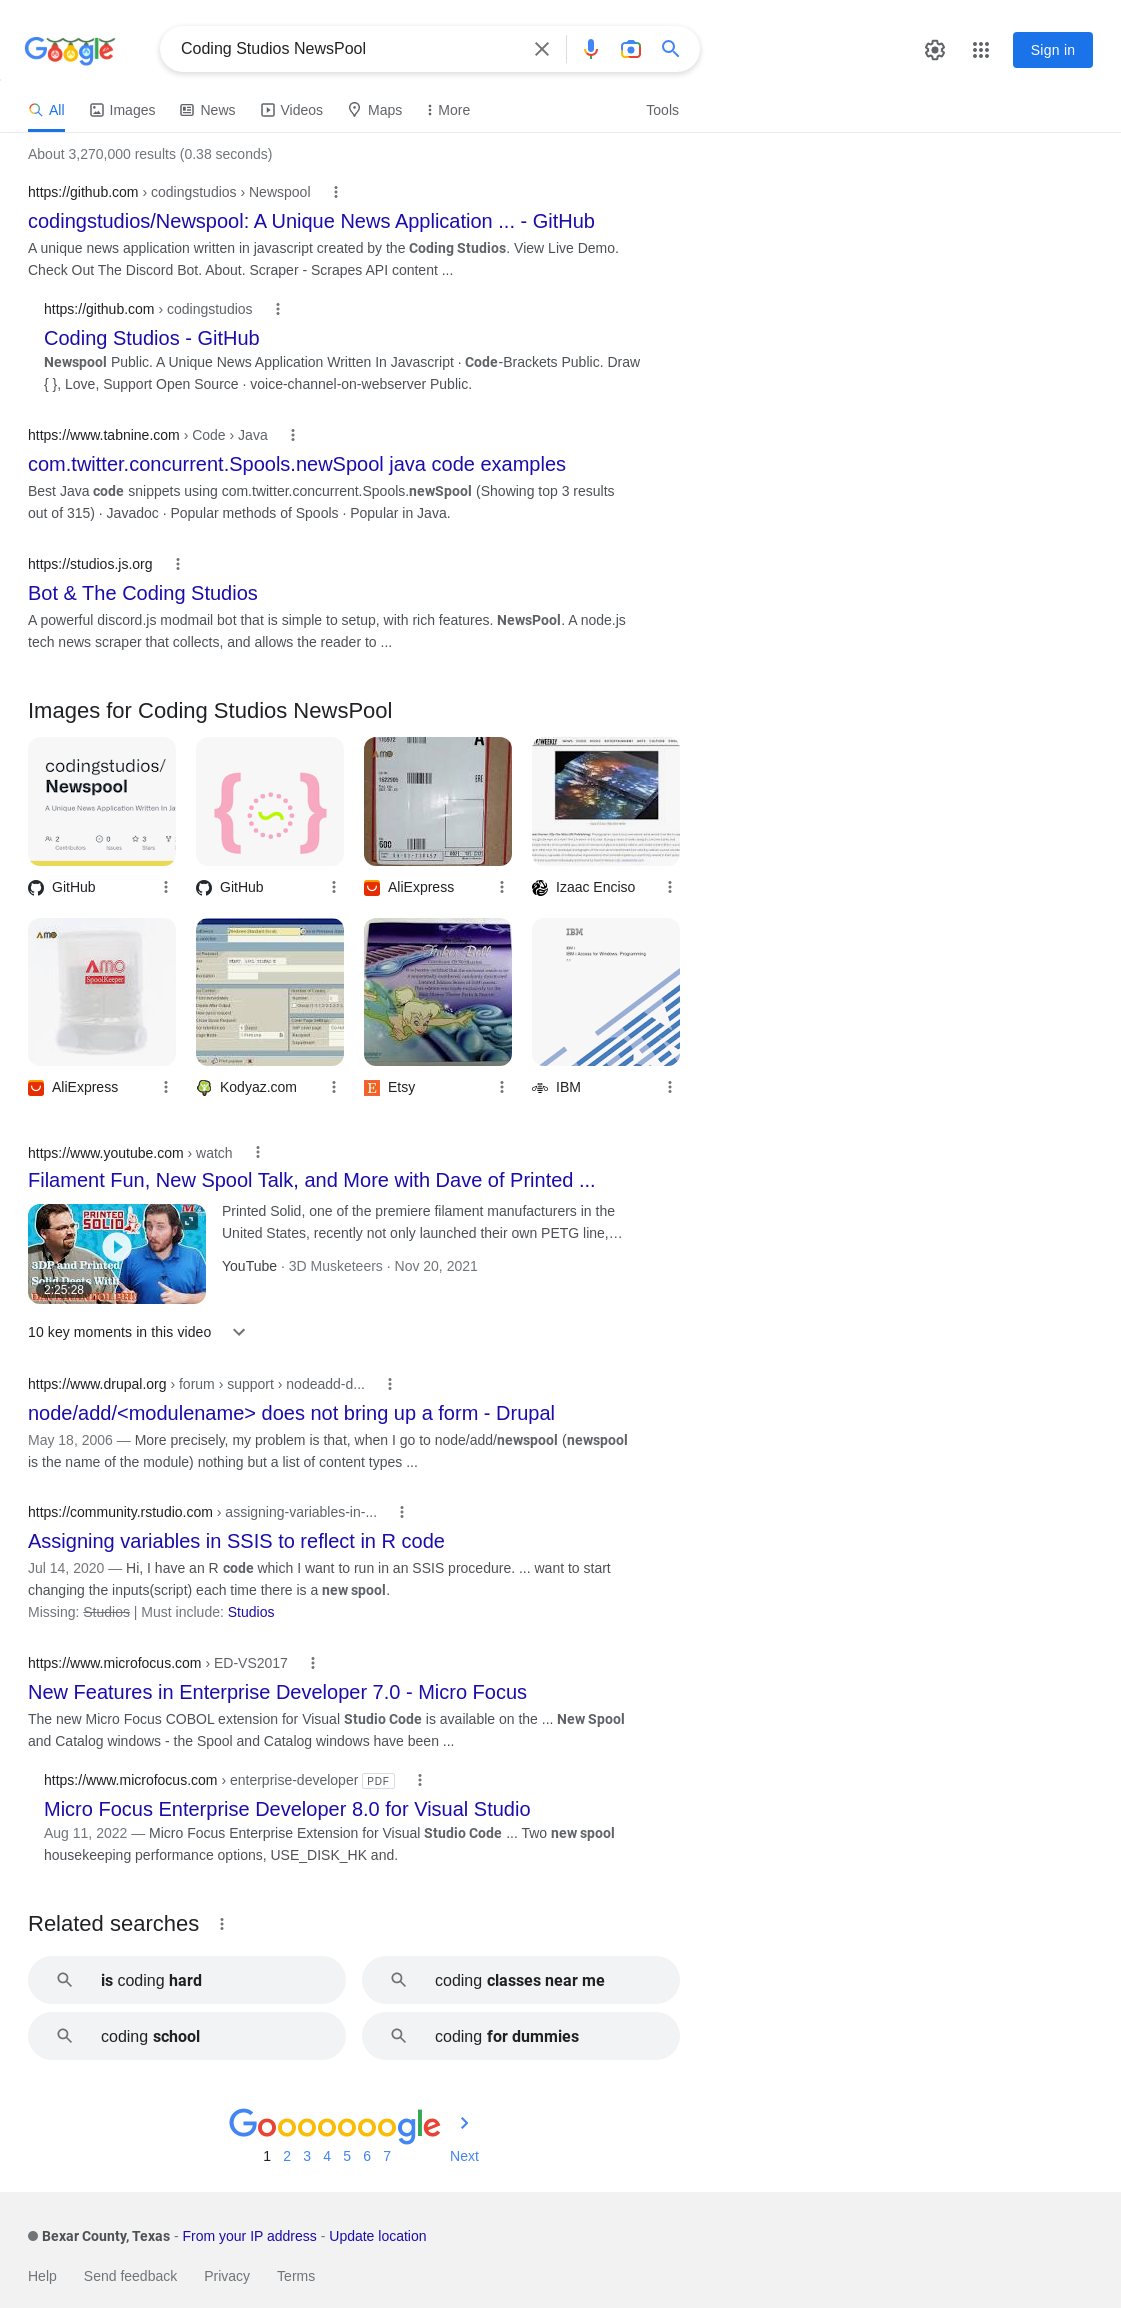 Google
Coding Studios NewsPool
Sign in
All
Images
News
Videos
Maps
More
Tools
About 3,270,000 results (0.38 seconds)
https://github.com › codingstudios › Newspool
codingstudios/Newspool: A Unique News Application ... - GitHub
A unique news application written in javascript created by the Coding Studios. View Live Demo.
Check Out The Discord Bot. About. Scraper - Scrapes API content ...
https://github.com › codingstudios
Coding Studios - GitHub
Newspool Public. A Unique News Application Written In Javascript · Code-Brackets Public. Draw
{ }, Love, Support Open Source · voice-channel-on-webserver Public.
https://www.tabnine.com › Code › Java
com.twitter.concurrent.Spools.newSpool java code examples
Best Java code snippets using com.twitter.concurrent.Spools.newSpool (Showing top 3 results
out of 315) · Javadoc · Popular methods of Spools · Popular in Java.
https://studios.js.org
Bot & The Coding Studios
A powerful discord.js modmail bot that is simple to setup, with rich features. NewsPool. A node.js
tech news scraper that collects, and allows the reader to ...
Images for Coding Studios NewsPool
codingstudios/
Newspool
A Unique News Application Written In Ja
2
0
3
Contributors
Issues
Stars
GitHub
GitHub
AliExpress
Izaac Enciso
AMO
AMO
SpoolKeeper
Tinker Bell
IBM
IBM i
IBM i Access for Windows: Programming
AliExpress
Kodyaz.com
Etsy
IBM
https://www.youtube.com › watch
Filament Fun, New Spool Talk, and More with Dave of Printed ...
PRINTED
SOLID
3DP and Printed
Solid Deets With
2:25:28
Printed Solid, one of the premiere filament manufacturers in the
United States, recently not only launched their own PETG line,…
YouTube · 3D Musketeers · Nov 20, 2021
10 key moments in this video
https://www.drupal.org › forum › support › nodeadd-d...
node/add/<modulename> does not bring up a form - Drupal
May 18, 2006 — More precisely, my problem is that, when I go to node/add/newspool (newspool
is the name of the module) nothing but a list of content types ...
https://community.rstudio.com › assigning-variables-in-...
Assigning variables in SSIS to reflect in R code
Jul 14, 2020 — Hi, I have an R code which I want to run in an SSIS procedure. ... want to start
changing the inputs(script) each time there is a new spool.
Missing: Studios | Must include: Studios
https://www.microfocus.com › ED-VS2017
New Features in Enterprise Developer 7.0 - Micro Focus
The new Micro Focus COBOL extension for Visual Studio Code is available on the ... New Spool
and Catalog windows - the Spool and Catalog windows have been ...
https://www.microfocus.com › enterprise-developer PDF
Micro Focus Enterprise Developer 8.0 for Visual Studio
Aug 11, 2022 — Micro Focus Enterprise Extension for Visual Studio Code ... Two new spool
housekeeping performance options, USE_DISK_HK and.
Related searches
is coding hard
coding classes near me
coding school
coding for dummies
Goooooooogle
1 2 3 4 5 6 7 Next
Bexar County, Texas - From your IP address - Update location
Help
Send feedback
Privacy
Terms